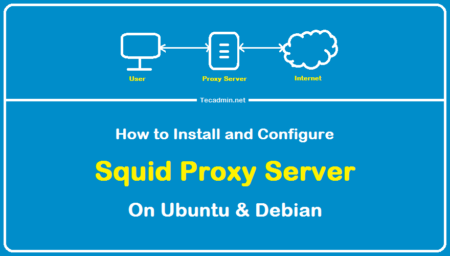 User
Proxy Server
Internet
Tecadmin.net
How to Install and Configure
Squid Proxy Server
On Ubuntu & Debian